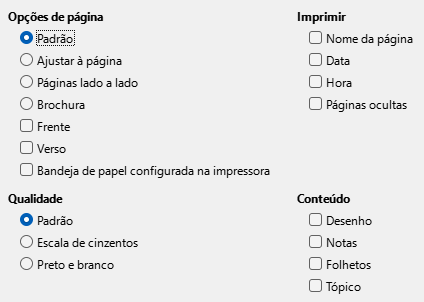 Opções de página
Padrão
Ajustar à página
Páginas lado a lado
Brochura
Frente
Verso
Bandeja de papel configurada na impressora
Imprimir
Nome da página
Data
Hora
Páginas ocultas
Qualidade
Padrão
Escala de cinzentos
Preto e branco
Conteúdo
Desenho
Notas
Folhetos
Tópico